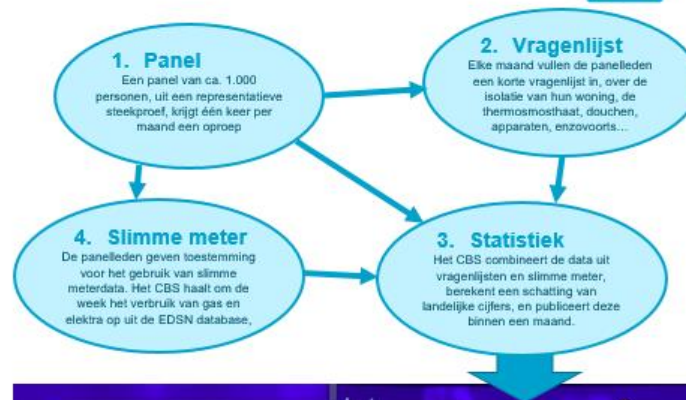 1. Panel
Een panel van ca. 1.000
personen, uit een representatieve
steekproef, krijgt één keer per
maand een oproep
2. Vragenlijst
Elke maand vullen de panelleden
een korte vragenlijst in, over de
isolatie van hun woning, de
thermosmosthaat, douchen,
apparaten, enzovoorts...
4. Slimme meter
De panelleden geven toestemming
voor het gebruik van slimme
meterdata. Het CBS haalt om de
week het verbruik van gas en
elektra op uit de EDSN database,
3. Statistiek
Het CBS combineert de data uit
vragenlijsten en slimme meter,
berekent een schatting van
landelijke cijfers, en publiceert deze
binnen een maand.